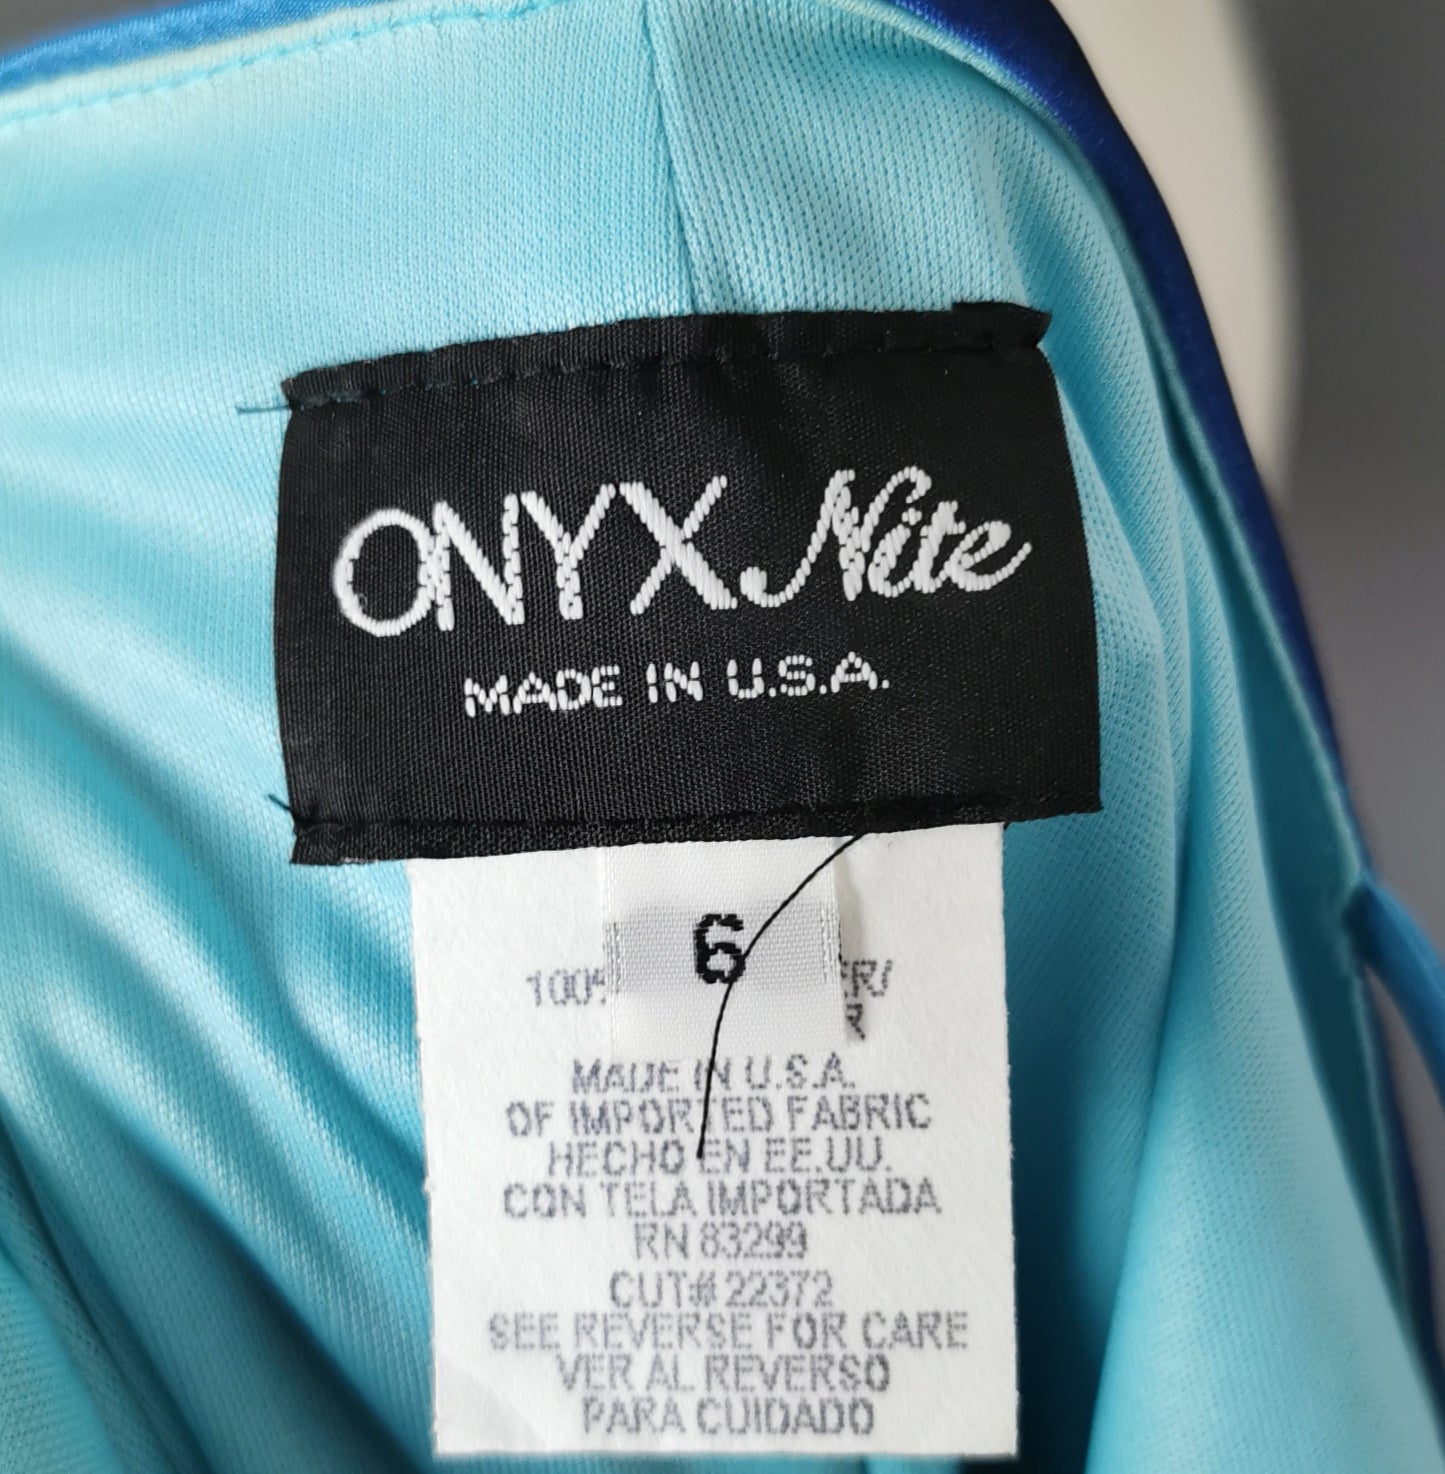 ONYX Nite
MADE IN U.S.A.
6
MADE IN U.S.A.
OF IMPORTED FABRIC
HECHO EN EE.UU.
CON TELA IMPORTADA
RN 83299
CUT# 22372
SEE REVERSE FOR CARE
VER AL REVERSO
PARA CUIDADO